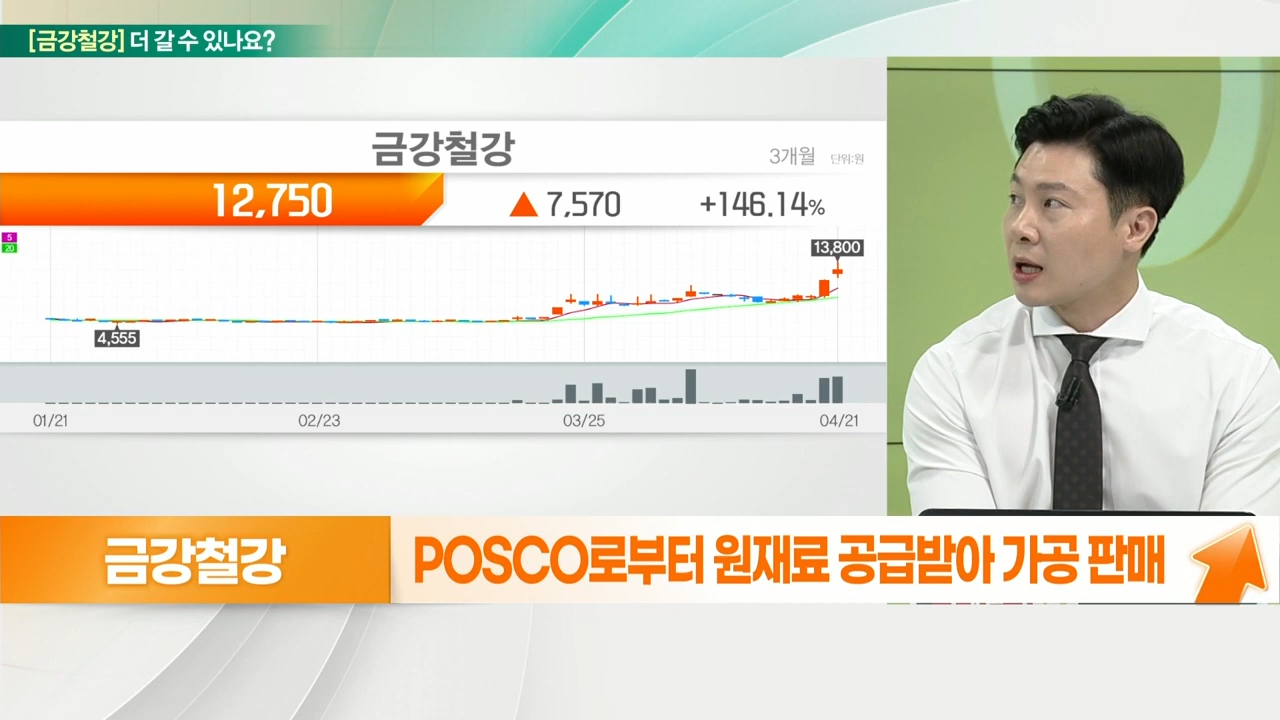 [금강철강] 더 갈 수 있나요?
금강철강
3개월 단위:원
12,750 ▲ 7,570 +146.14%
5
20
13,800
4,555
01/21 02/23 03/25 04/21
금강철강 POSCO로부터 원재료 공급받아 가공 판매